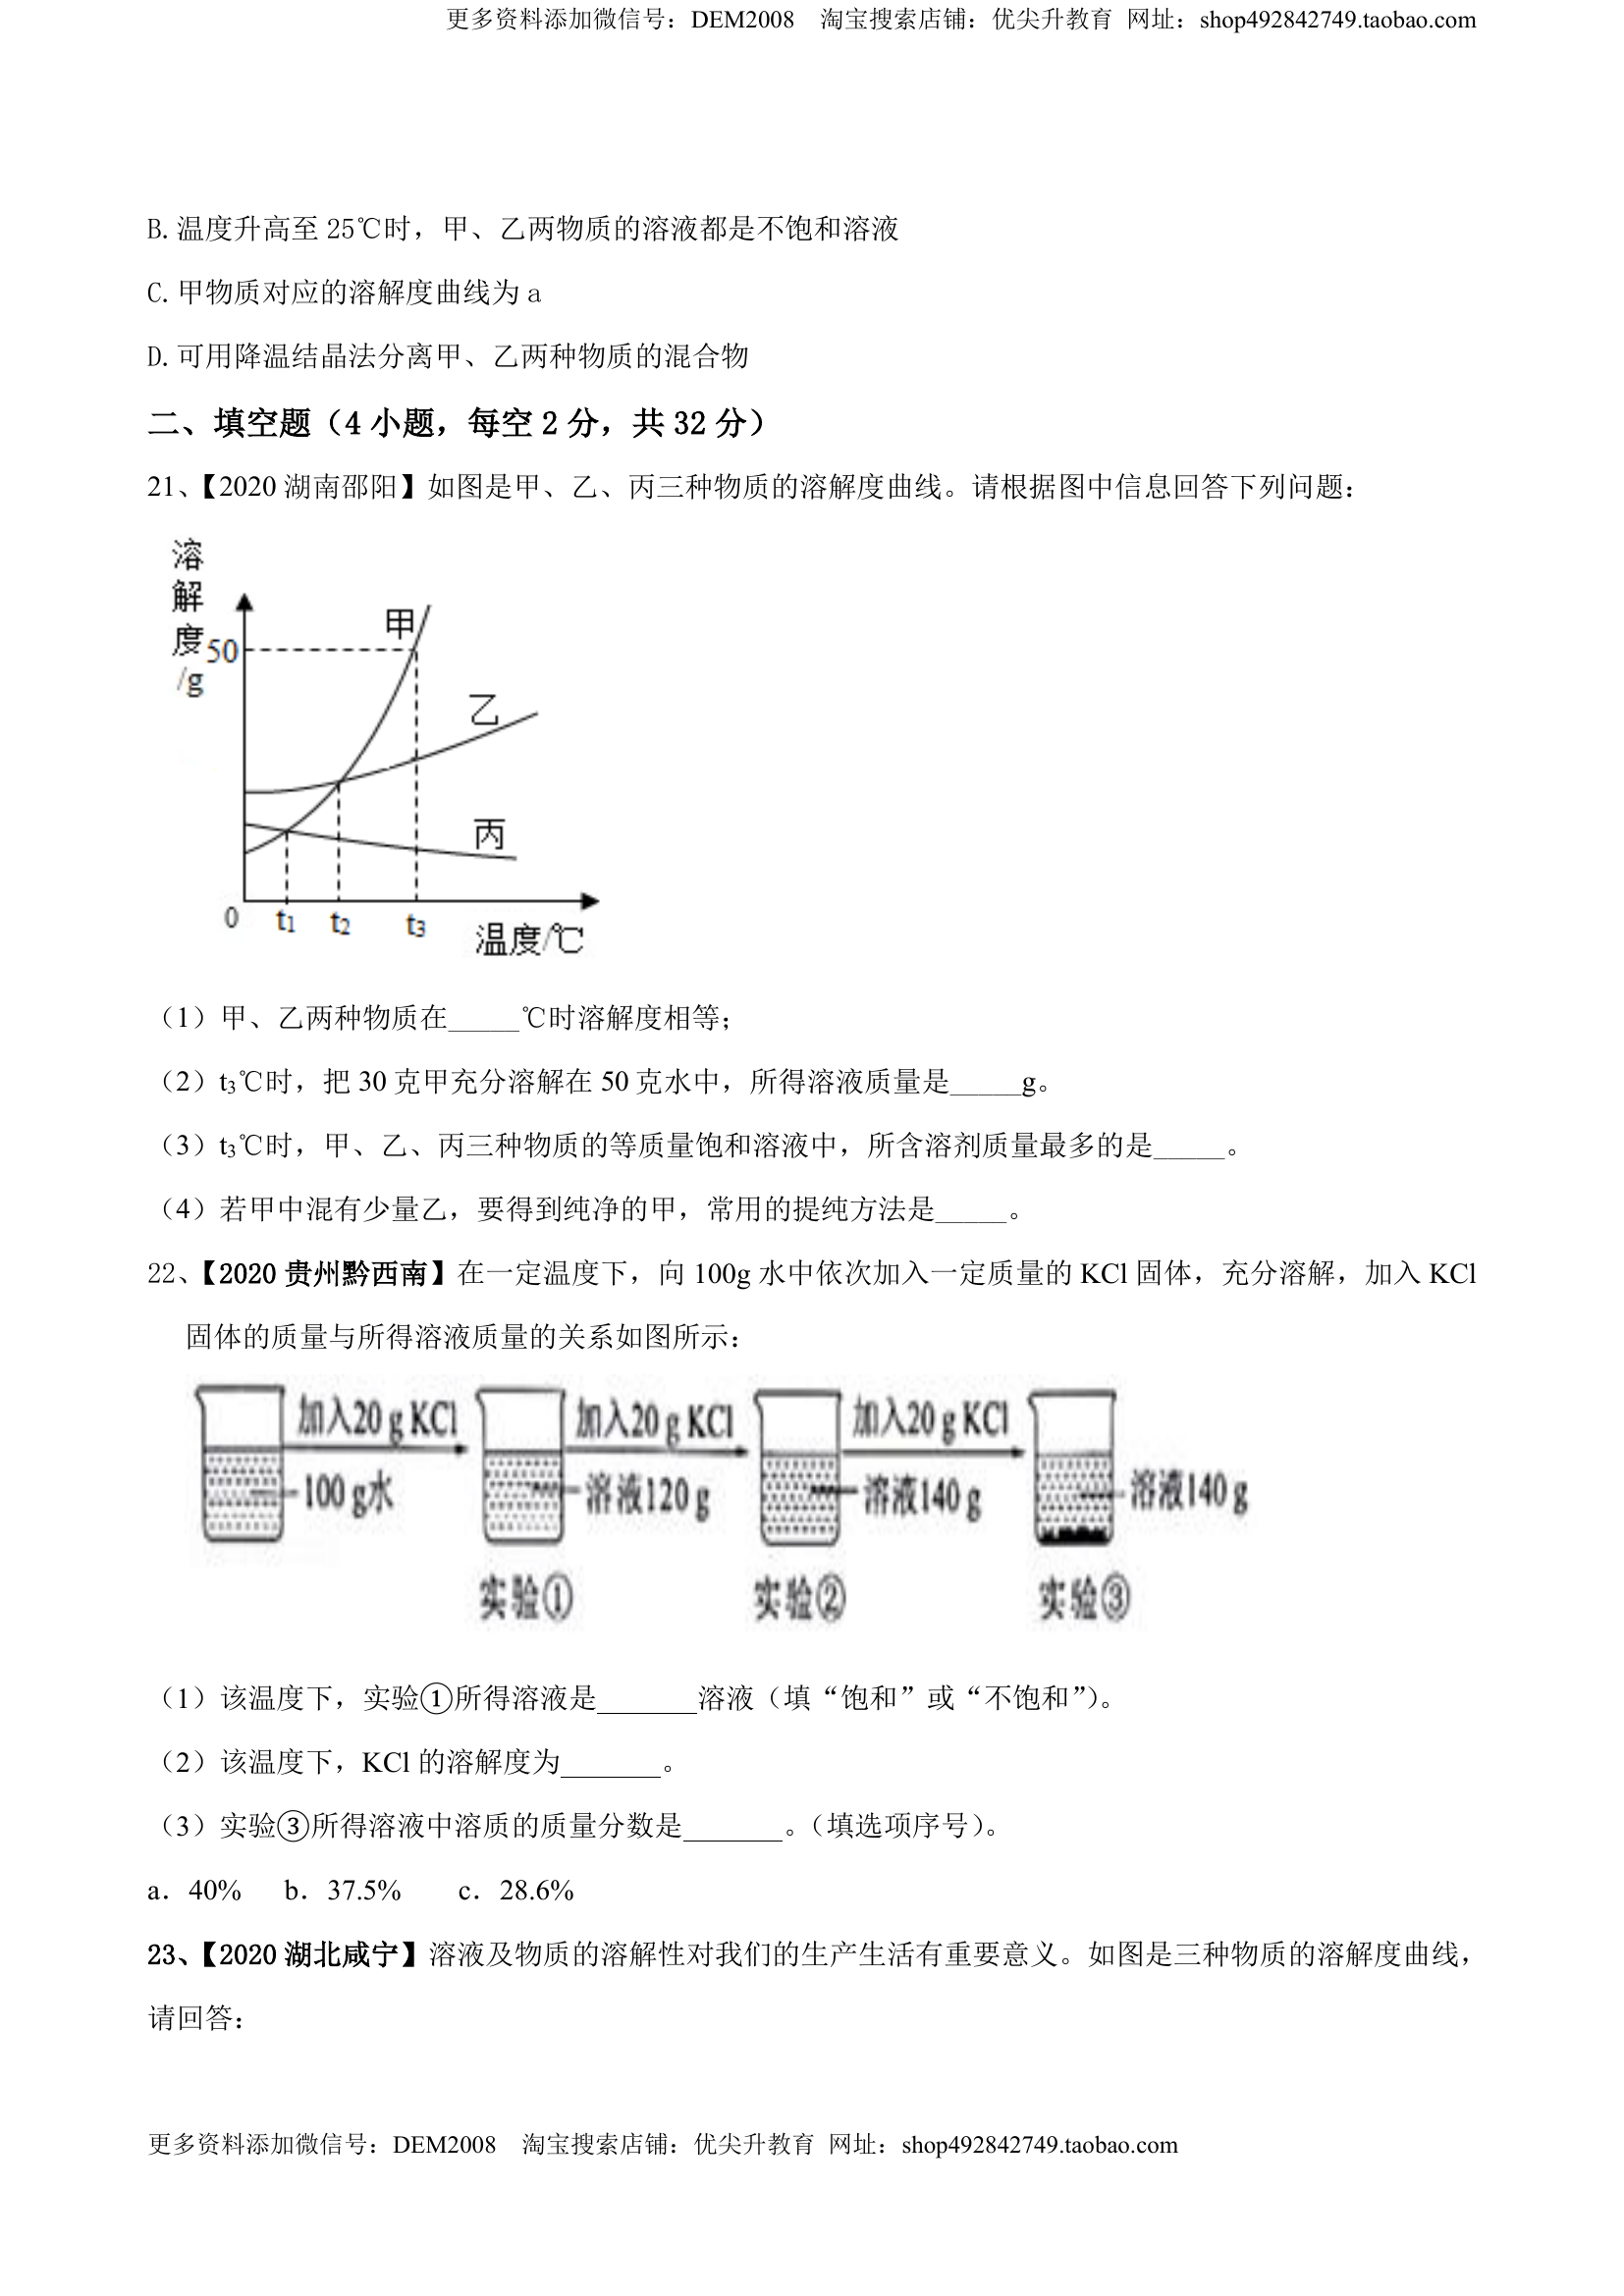 更多资料添加微信号：DEM2008　淘宝搜索店铺：优尖升教育 网址：shop492842749.taobao.com
B.温度升高至 25℃时，甲、乙两物质的溶液都是不饱和溶液
C.甲物质对应的溶解度曲线为 a
D.可用降温结晶法分离甲、乙两种物质的混合物
二、填空题（4 小题，每空 2 分，共 32 分）
21、【2020 湖南邵阳】如图是甲、乙、丙三种物质的溶解度曲线。请根据图中信息回答下列问题：
溶解度/g
50
甲
乙
丙
0 t1 t2 t3 温度/℃
（1）甲、乙两种物质在_____℃时溶解度相等；
（2）t3℃时，把 30 克甲充分溶解在 50 克水中，所得溶液质量是_____g。
（3）t3℃时，甲、乙、丙三种物质的等质量饱和溶液中，所含溶剂质量最多的是_____。
（4）若甲中混有少量乙，要得到纯净的甲，常用的提纯方法是_____。
22、【2020 贵州黔西南】在一定温度下，向 100g 水中依次加入一定质量的 KCl 固体，充分溶解，加入 KCl
固体的质量与所得溶液质量的关系如图所示：
加入20 g KCl 加入20 g KCl 加入20 g KCl
100 g水 溶液120 g 溶液140 g 溶液140 g
实验① 实验② 实验③
（1）该温度下，实验①所得溶液是_______溶液（填“饱和”或“不饱和”）。
（2）该温度下，KCl 的溶解度为_______。
（3）实验③所得溶液中溶质的质量分数是_______。（填选项序号）。
a．40% b．37.5% c．28.6%
23、【2020 湖北咸宁】溶液及物质的溶解性对我们的生产生活有重要意义。如图是三种物质的溶解度曲线，
请回答：
更多资料添加微信号：DEM2008　淘宝搜索店铺：优尖升教育 网址：shop492842749.taobao.com